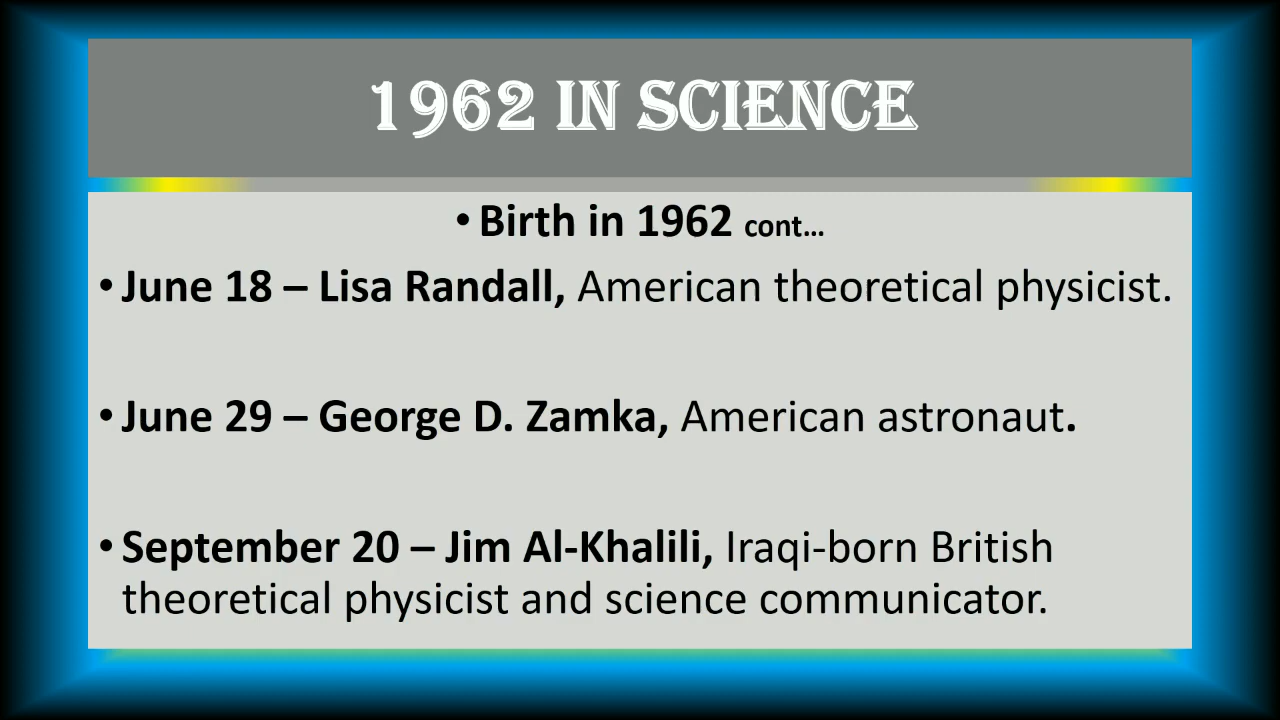 1962 IN SCIENCE
• Birth in 1962 cont...
• June 18 – Lisa Randall, American theoretical physicist.
• June 29 – George D. Zamka, American astronaut.
• September 20 – Jim Al-Khalili, Iraqi-born British
theoretical physicist and science communicator.